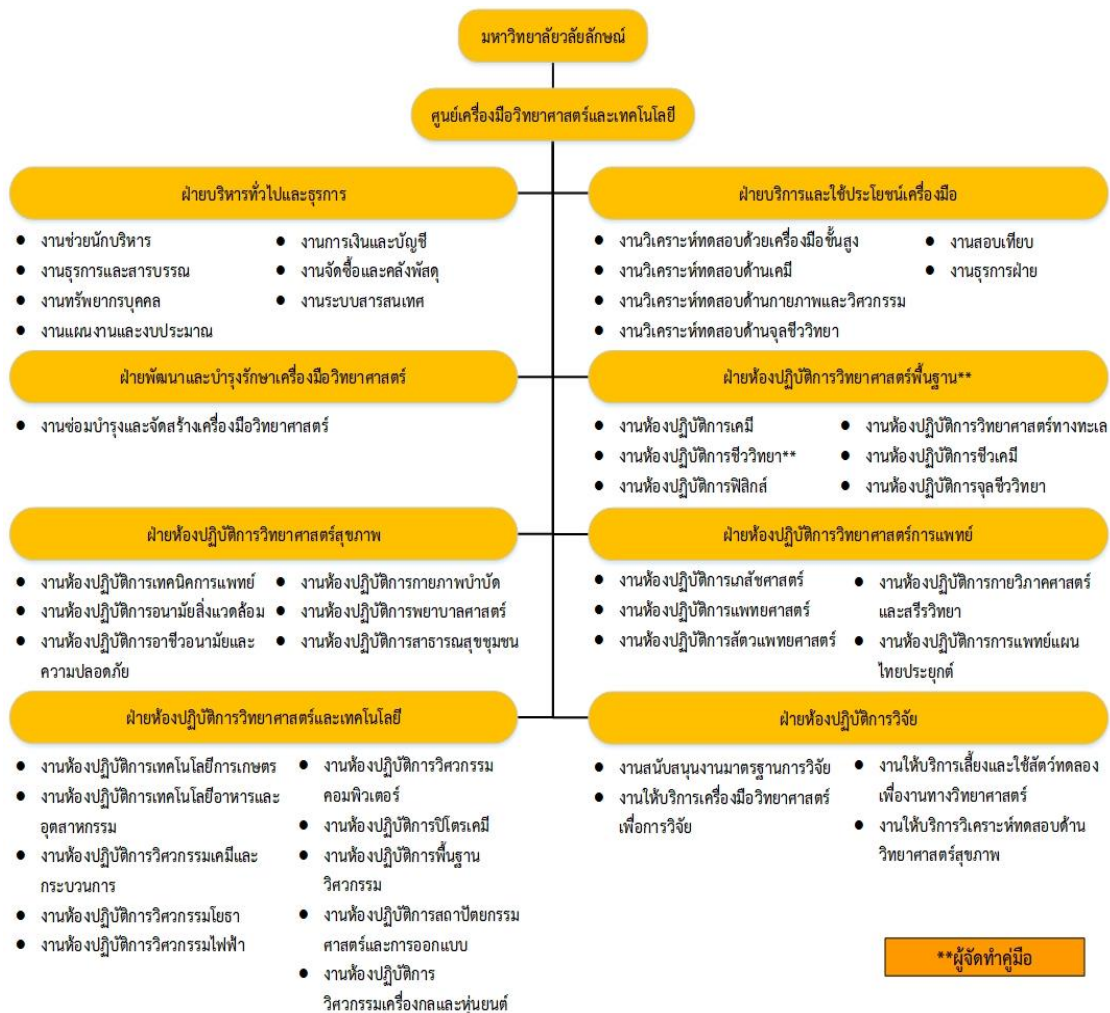 มหาวิทยาลัยวลัยลักษณ์
ศูนย์เครื่องมือวิทยาศาสตร์และเทคโนโลยี
ฝ่ายบริหารทั่วไปและธุรการ
● งานช่วยนักบริหาร
● งานธุรการและสารบรรณ
● งานทรัพยากรบุคคล
● งานแผนงานและงบประมาณ
● งานการเงินและบัญชี
● งานจัดซื้อและคลังพัสดุ
● งานระบบสารสนเทศ
ฝ่ายบริการและใช้ประโยชน์เครื่องมือ
● งานวิเคราะห์ทดสอบด้วยเครื่องมือขั้นสูง
● งานวิเคราะห์ทดสอบด้านเคมี
● งานวิเคราะห์ทดสอบด้านกายภาพและวิศวกรรม
● งานวิเคราะห์ทดสอบด้านจุลชีววิทยา
● งานสอบเทียบ
● งานธุรการฝ่าย
ฝ่ายพัฒนาและบำรุงรักษาเครื่องมือวิทยาศาสตร์
● งานซ่อมบำรุงและจัดสร้างเครื่องมือวิทยาศาสตร์
ฝ่ายห้องปฏิบัติการวิทยาศาสตร์พื้นฐาน**
● งานห้องปฏิบัติการเคมี
● งานห้องปฏิบัติการชีววิทยา**
● งานห้องปฏิบัติการฟิสิกส์
● งานห้องปฏิบัติการวิทยาศาสตร์ทางทะเล
● งานห้องปฏิบัติการชีวเคมี
● งานห้องปฏิบัติการจุลชีววิทยา
ฝ่ายห้องปฏิบัติการวิทยาศาสตร์สุขภาพ
● งานห้องปฏิบัติการเทคนิคการแพทย์
● งานห้องปฏิบัติการอนามัยสิ่งแวดล้อม
● งานห้องปฏิบัติการอาชีวอนามัยและ
ความปลอดภัย
● งานห้องปฏิบัติการกายภาพบำบัด
● งานห้องปฏิบัติการพยาบาลศาสตร์
● งานห้องปฏิบัติการสาธารณสุขชุมชน
ฝ่ายห้องปฏิบัติการวิทยาศาสตร์การแพทย์
● งานห้องปฏิบัติการเภสัชศาสตร์
● งานห้องปฏิบัติการแพทยศาสตร์
● งานห้องปฏิบัติการสัตวแพทยศาสตร์
● งานห้องปฏิบัติการกายวิภาคศาสตร์
และสรีรวิทยา
● งานห้องปฏิบัติการการแพทย์แผน
ไทยประยุกต์
ฝ่ายห้องปฏิบัติการวิทยาศาสตร์และเทคโนโลยี
● งานห้องปฏิบัติการเทคโนโลยีการเกษตร
● งานห้องปฏิบัติการเทคโนโลยีอาหารและ
อุตสาหกรรม
● งานห้องปฏิบัติการวิศวกรรมเคมีและ
กระบวนการ
● งานห้องปฏิบัติการวิศวกรรมโยธา
● งานห้องปฏิบัติการวิศวกรรมไฟฟ้า
● งานห้องปฏิบัติการวิศวกรรม
คอมพิวเตอร์
● งานห้องปฏิบัติการปิโตรเคมี
● งานห้องปฏิบัติการพื้นฐาน
วิศวกรรม
● งานห้องปฏิบัติการสถาปัตยกรรม
ศาสตร์และการออกแบบ
● งานห้องปฏิบัติการ
วิศวกรรมเครื่องกลและหุ่นยนต์
ฝ่ายห้องปฏิบัติการวิจัย
● งานสนับสนุนงานมาตรฐานการวิจัย
● งานให้บริการเครื่องมือวิทยาศาสตร์
เพื่อการวิจัย
● งานให้บริการเลี้ยงและใช้สัตว์ทดลอง
เพื่องานทางวิทยาศาสตร์
● งานให้บริการวิเคราะห์ทดสอบด้าน
วิทยาศาสตร์สุขภาพ
**ผู้จัดทำคู่มือ